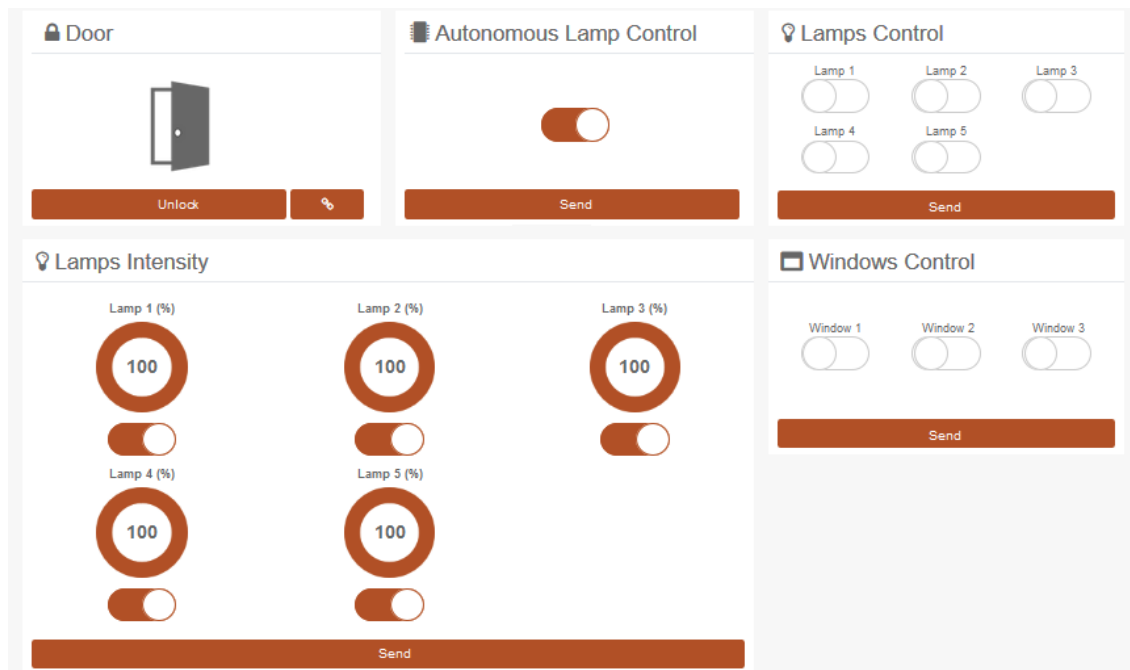 Door
Unlock
Autonomous Lamp Control
Send
Lamps Control
Lamp 1 Lamp 2 Lamp 3
Lamp 4 Lamp 5
Send
Lamps Intensity
Lamp 1 (%) Lamp 2 (%) Lamp 3 (%)
100 100 100
Lamp 4 (%) Lamp 5 (%)
100 100
Send
Windows Control
Window 1 Window 2 Window 3
Send